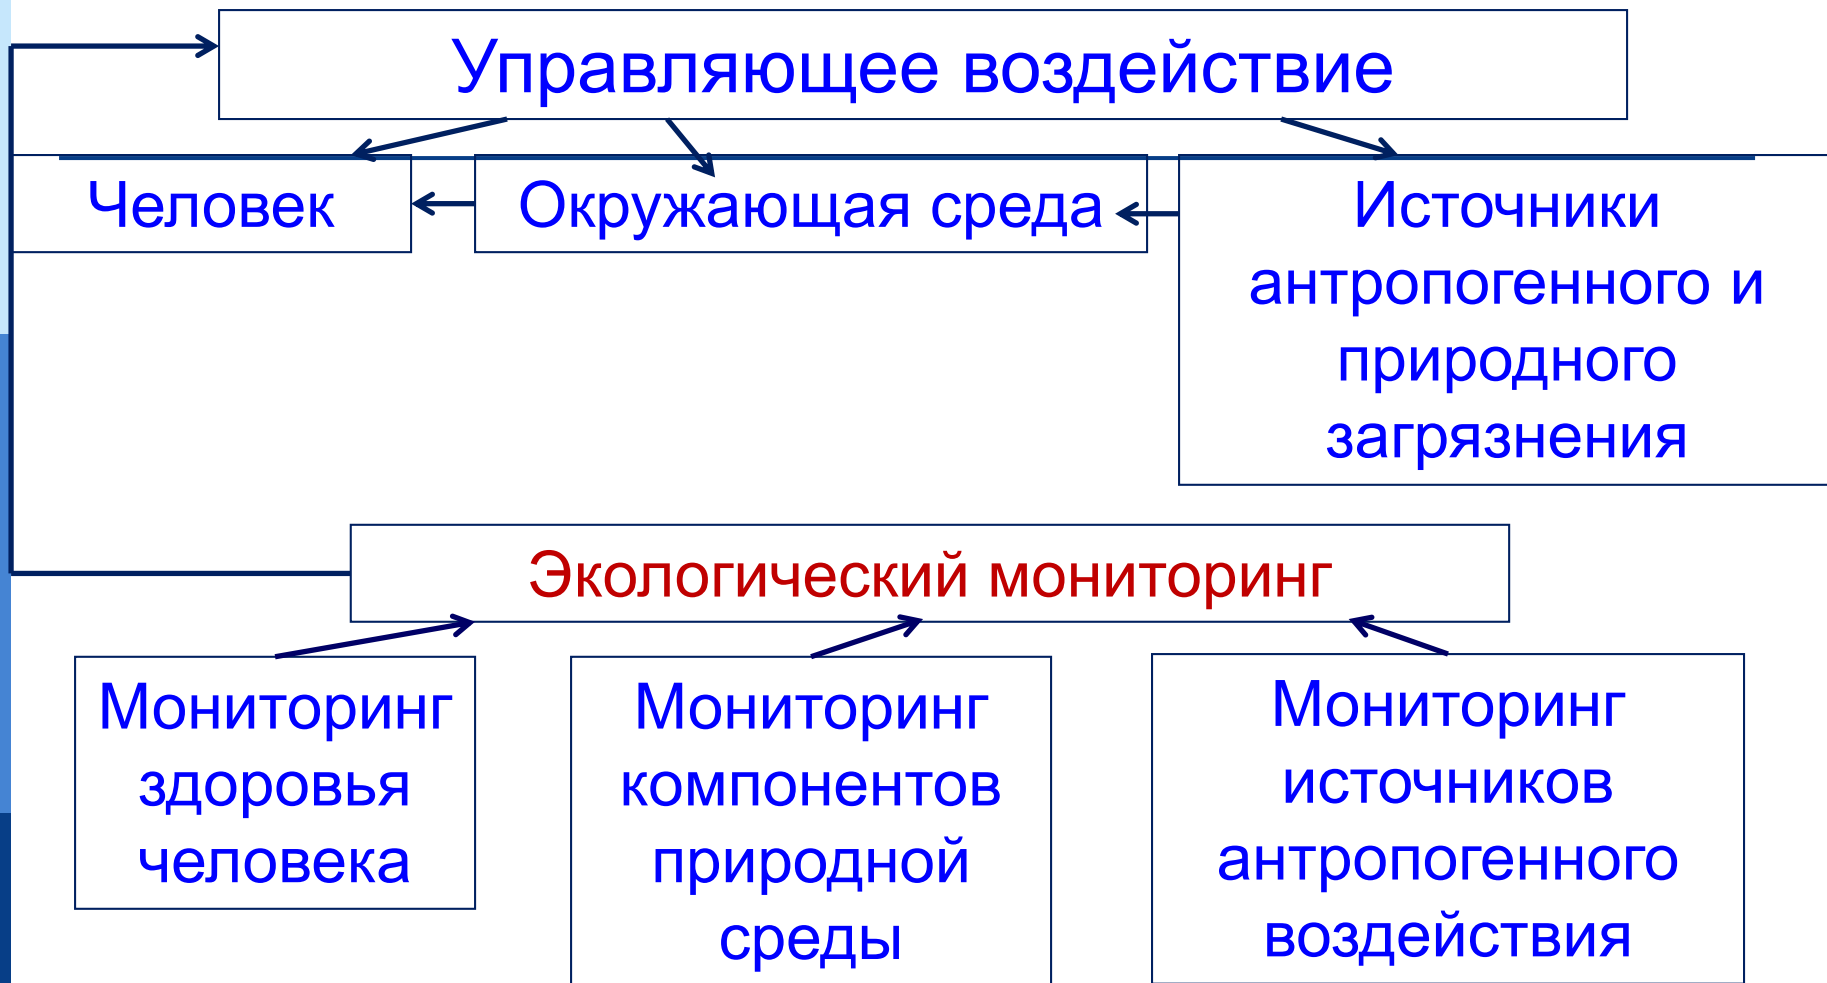 Управляющее воздействие
Человек
Окружающая среда
Источники
антропогенного и
природного
загрязнения
Экологический мониторинг
Мониторинг
здоровья
человека
Мониторинг
компонентов
природной
среды
Мониторинг
источников
антропогенного
воздействия